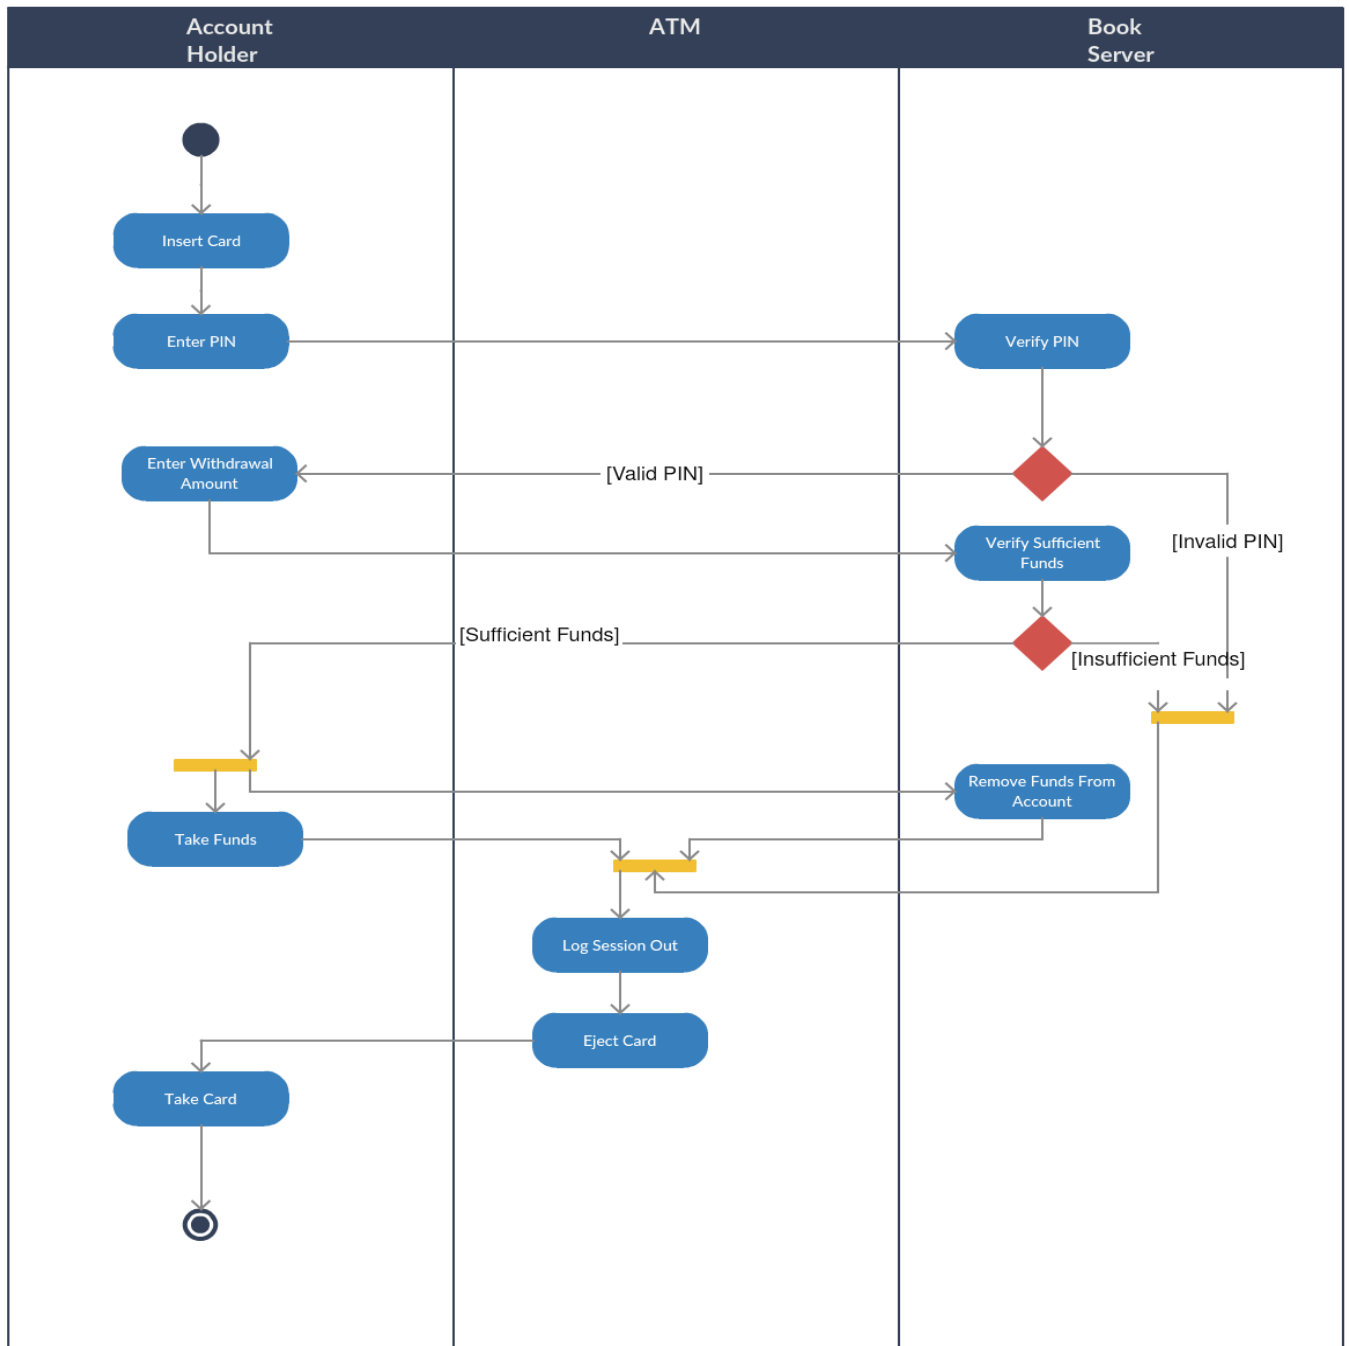 Account
Holder
ATM
Book
Server
Insert Card
Enter PIN
Verify PIN
Enter Withdrawal
Amount
[Valid PIN]
Verify Sufficient
Funds
[Invalid PIN]
[Sufficient Funds]
[Insufficient Funds]
Remove Funds From
Account
Take Funds
Log Session Out
Eject Card
Take Card